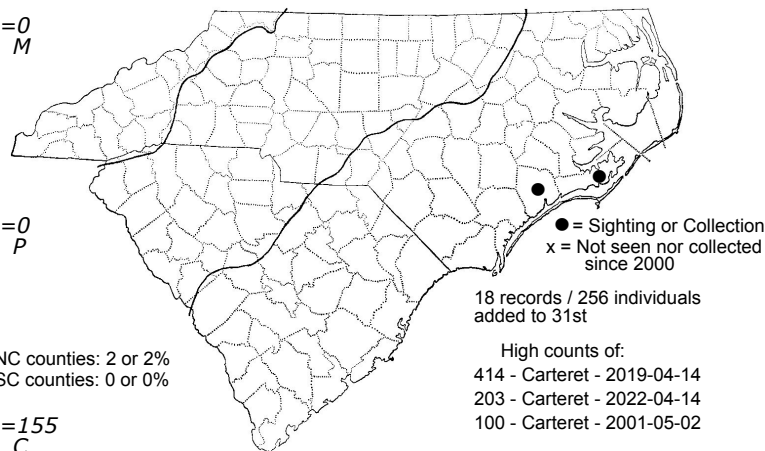 =0
M
=0
P
● = Sighting or Collection
x = Not seen nor collected
since 2000
18 records / 256 individuals
added to 31st
NC counties: 2 or 2%
SC counties: 0 or 0%
High counts of:
414 - Carteret - 2019-04-14
203 - Carteret - 2022-04-14
100 - Carteret - 2001-05-02
=155
C